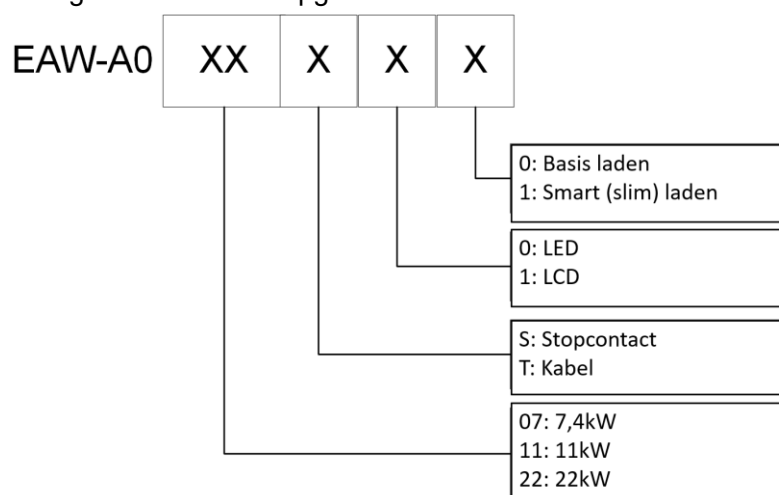 EAW-A0 XX X X X
0: Basis laden
1: Smart (slim) laden
0: LED
1: LCD
S: Stopcontact
T: Kabel
07: 7,4kW
11: 11kW
22: 22kW